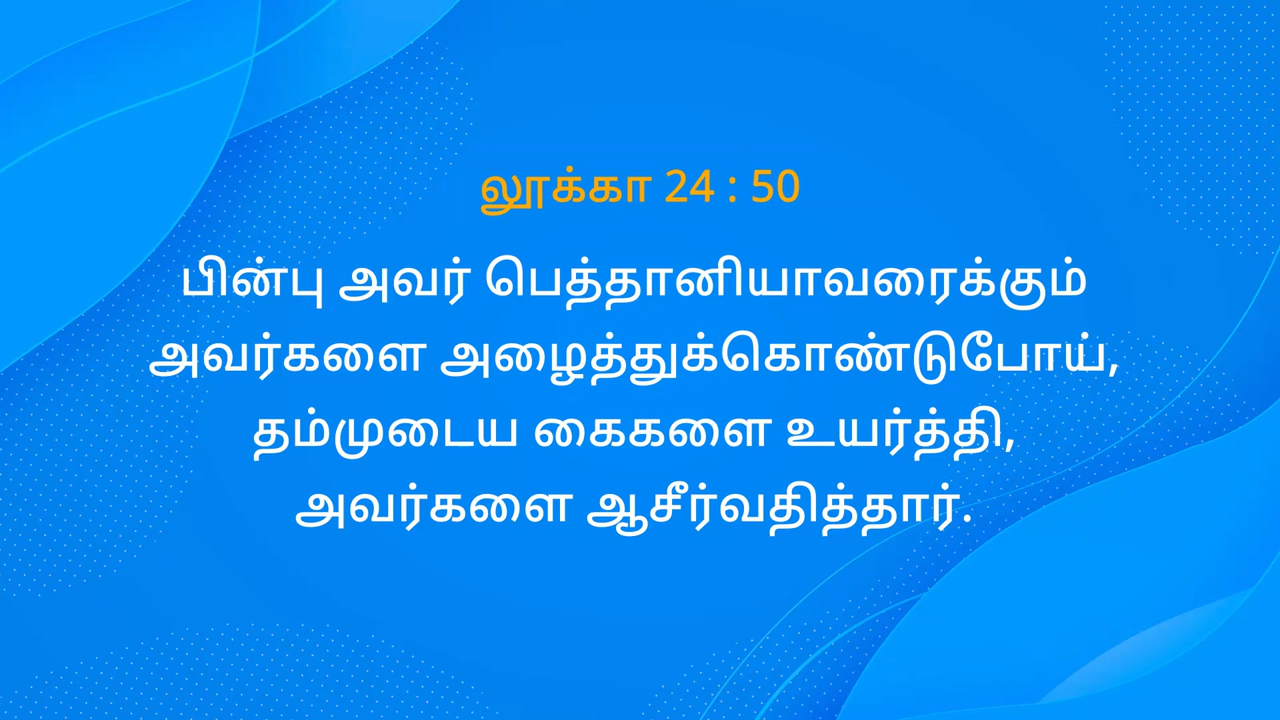 லூக்கா 24 : 50
பின்பு அவர் பெத்தானியாவரைக்கும்
அவர்களை அழைத்துக்கொண்டுபோய்,
தம்முடைய கைகளை உயர்த்தி,
அவர்களை ஆசீர்வதித்தார்.